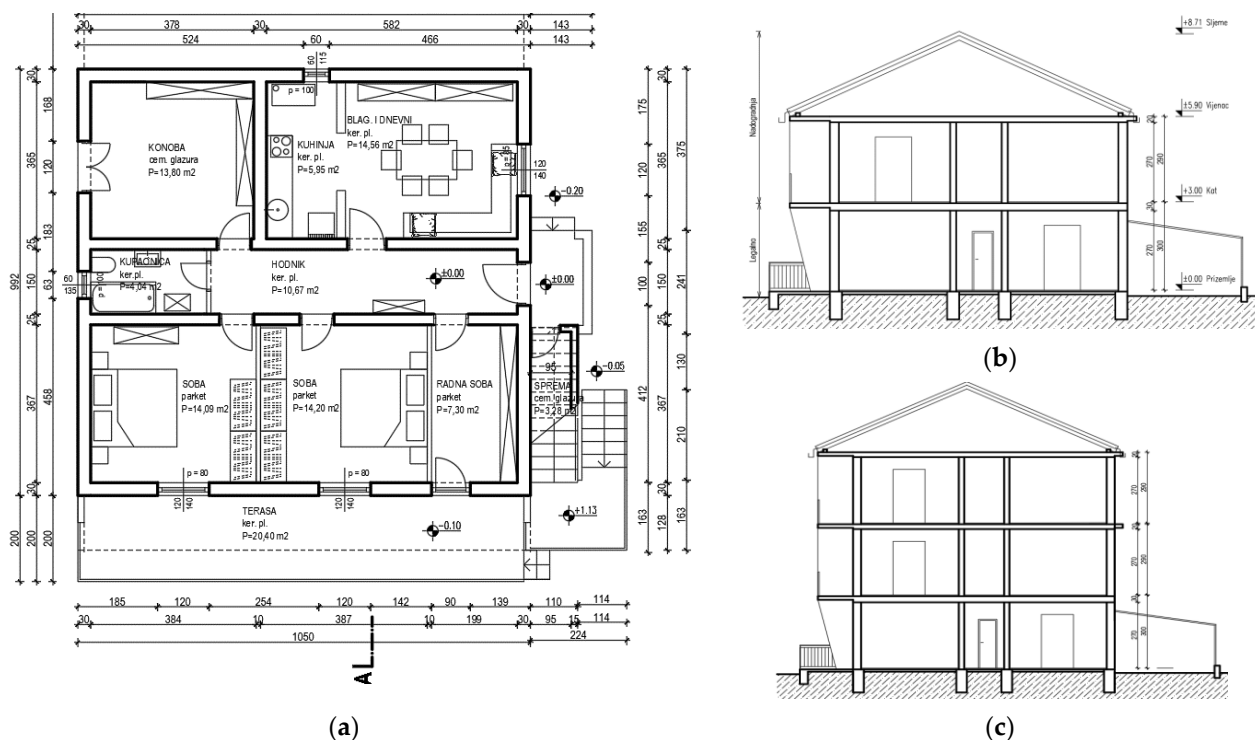 30 378 30 582 30 143
524 60 466 143
60
115
p = 100
KONOBA
cem. glazura
P=13,80 m2
KUHINJA
ker. pl.
P=5,95 m2
BLAG. I DNEVNI
ker. pl.
P=14,56 m2
120
140
-0.20
KUPAONICA
ker.pl.
P=4,04 m2
60
135
HODNIK
ker. pl.
P=10,67 m2
±0.00
±0.00
SOBA
parket
P=14,09 m2
SOBA
parket
P=14,20 m2
RADNA SOBA
parket
P=7,30 m2
95
SPREMA
cem. glazura
P=3,28 m2
-0.05
p = 80
p = 80
120
140
120
140
TERASA
ker. pl.
P=20,40 m2
-0.10
+1.13
992
30 365 25 150 25 367 30 200
168 120 183 63 458 200
200
175 120 155 100 412 163
30 365 25 150 25 367 30 128
375 241 130 210 163
185 120 254 120 142 90 139 110 114
30 384 10 387 10 199 30 95 15 114
1050 224
A
(a)
+8.71 Sljeme
±5.90 Vijenac
+3.00 Kat
±0.00 Prizemlje
Nadogradnja
Legalno
20
270 290
30
270 300
(b)
20
270 290
30
270 290
30
270 300
(c)